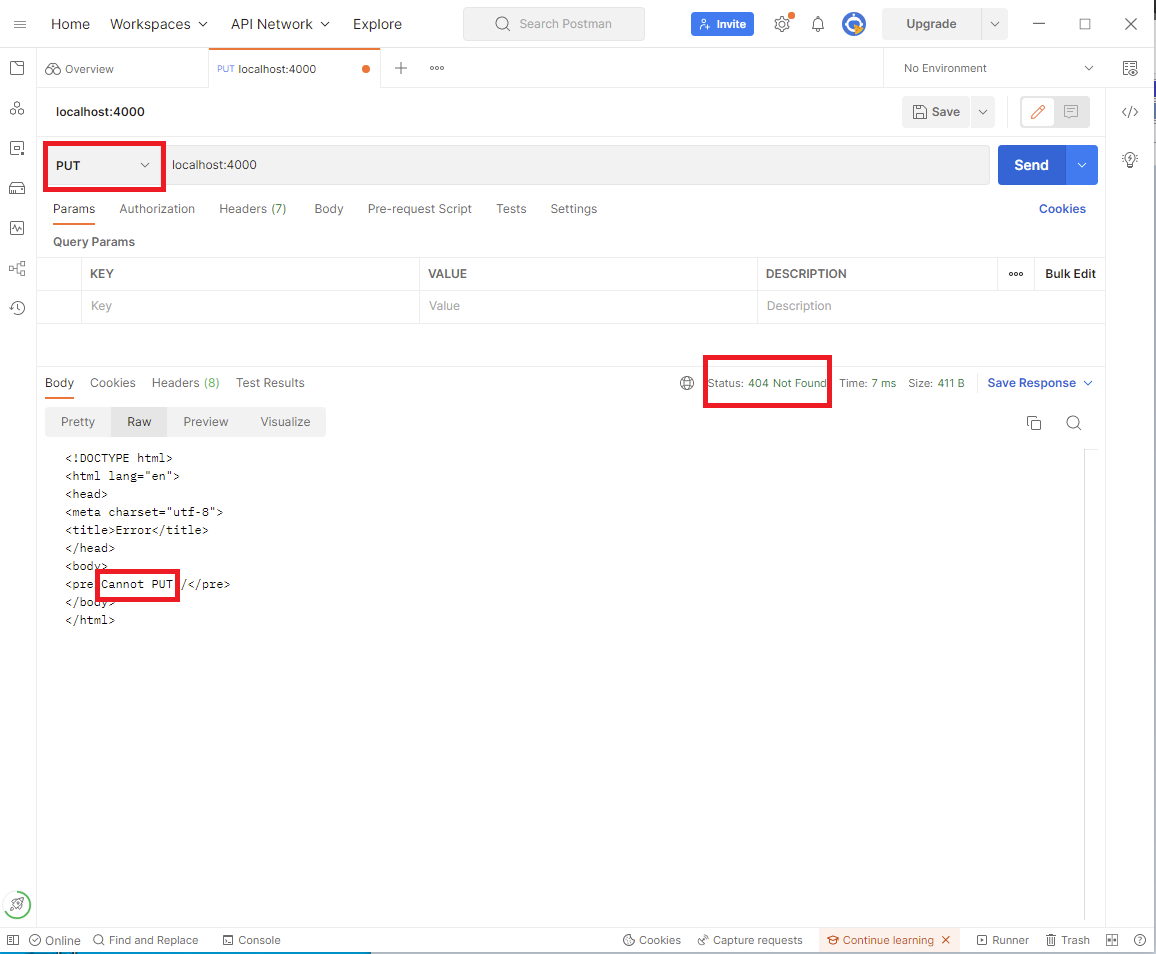 Home Workspaces API Network Explore Search Postman Invite Upgrade
Overview PUT localhost:4000 No Environment
localhost:4000 Save
PUT localhost:4000 Send
Params Authorization Headers (7) Body Pre-request Script Tests Settings Cookies
Query Params
KEY VALUE DESCRIPTION Bulk Edit
Key Value Description
Body Cookies Headers (8) Test Results Status: 404 Not Found Time: 7 ms Size: 411 B Save Response
Pretty Raw Preview Visualize
<!DOCTYPE html>
<html lang="en">
<head>
<meta charset="utf-8">
<title>Error</title>
</head>
<body>
<pre>Cannot PUT /</pre>
</body>
</html>
Online Find and Replace Console Cookies Capture requests Continue learning Runner Trash